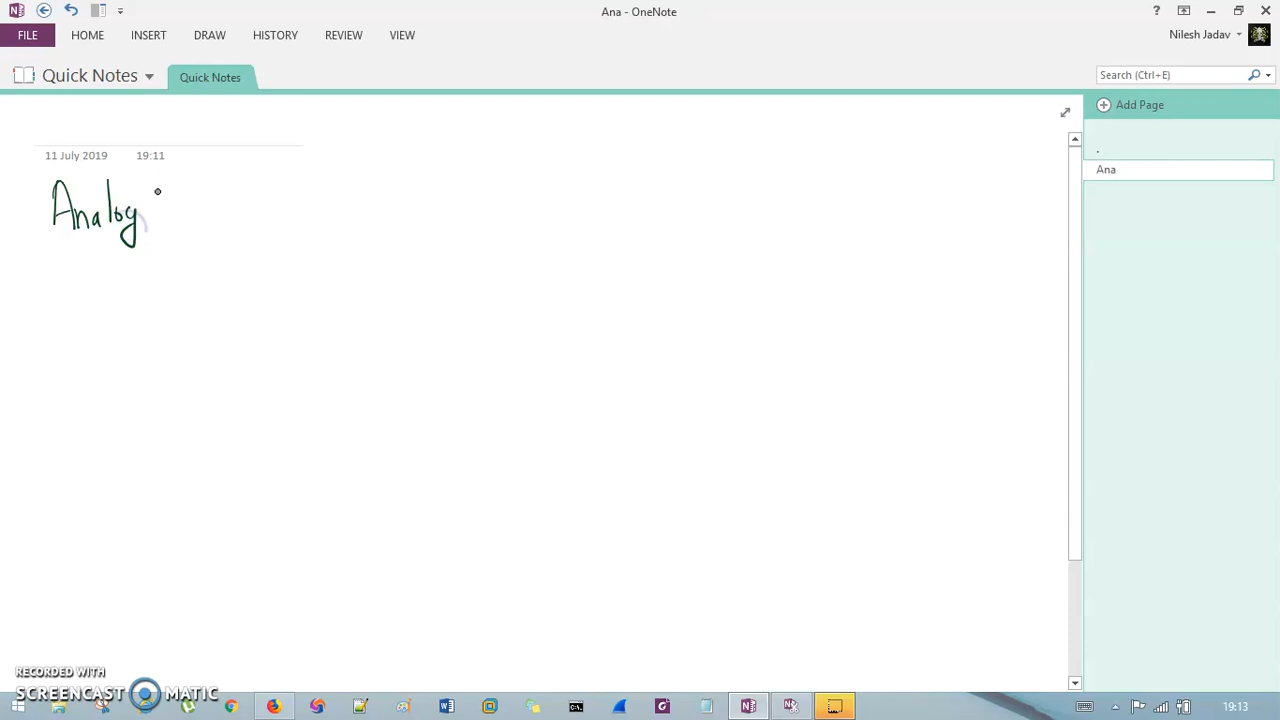 Ana - OneNote
?
FILE HOME INSERT DRAW HISTORY REVIEW VIEW
Nilesh Jadav
Quick Notes Quick Notes
Search (Ctrl+E)
Add Page
11 July 2019 19:11
.
Ana
Analog
RECORDED WITH
SCREENCAST MATIC
19:13